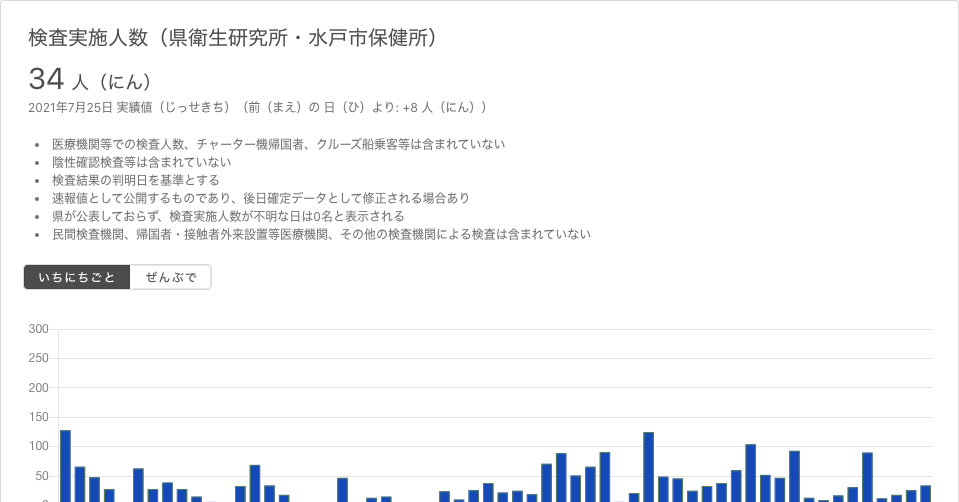 検査実施人数（県衛生研究所・水戸市保健所）
34 人（にん）
2021年7月25日 実績値（じっせきち）（前（まえ）の 日（ひ）より: +8 人（にん））
医療機関等での検査人数、チャーター機帰国者、クルーズ船乗客等は含まれていない
陰性確認検査等は含まれていない
検査結果の判明日を基準とする
速報値として公開するものであり、後日確定データとして修正される場合あり
県が公表しておらず、検査実施人数が不明な日は0名と表示される
民間検査機関、帰国者・接触者外来設置等医療機関、その他の検査機関による検査は含まれていない
いちにちごと ぜんぶで
300
250
200
150
100
50
0